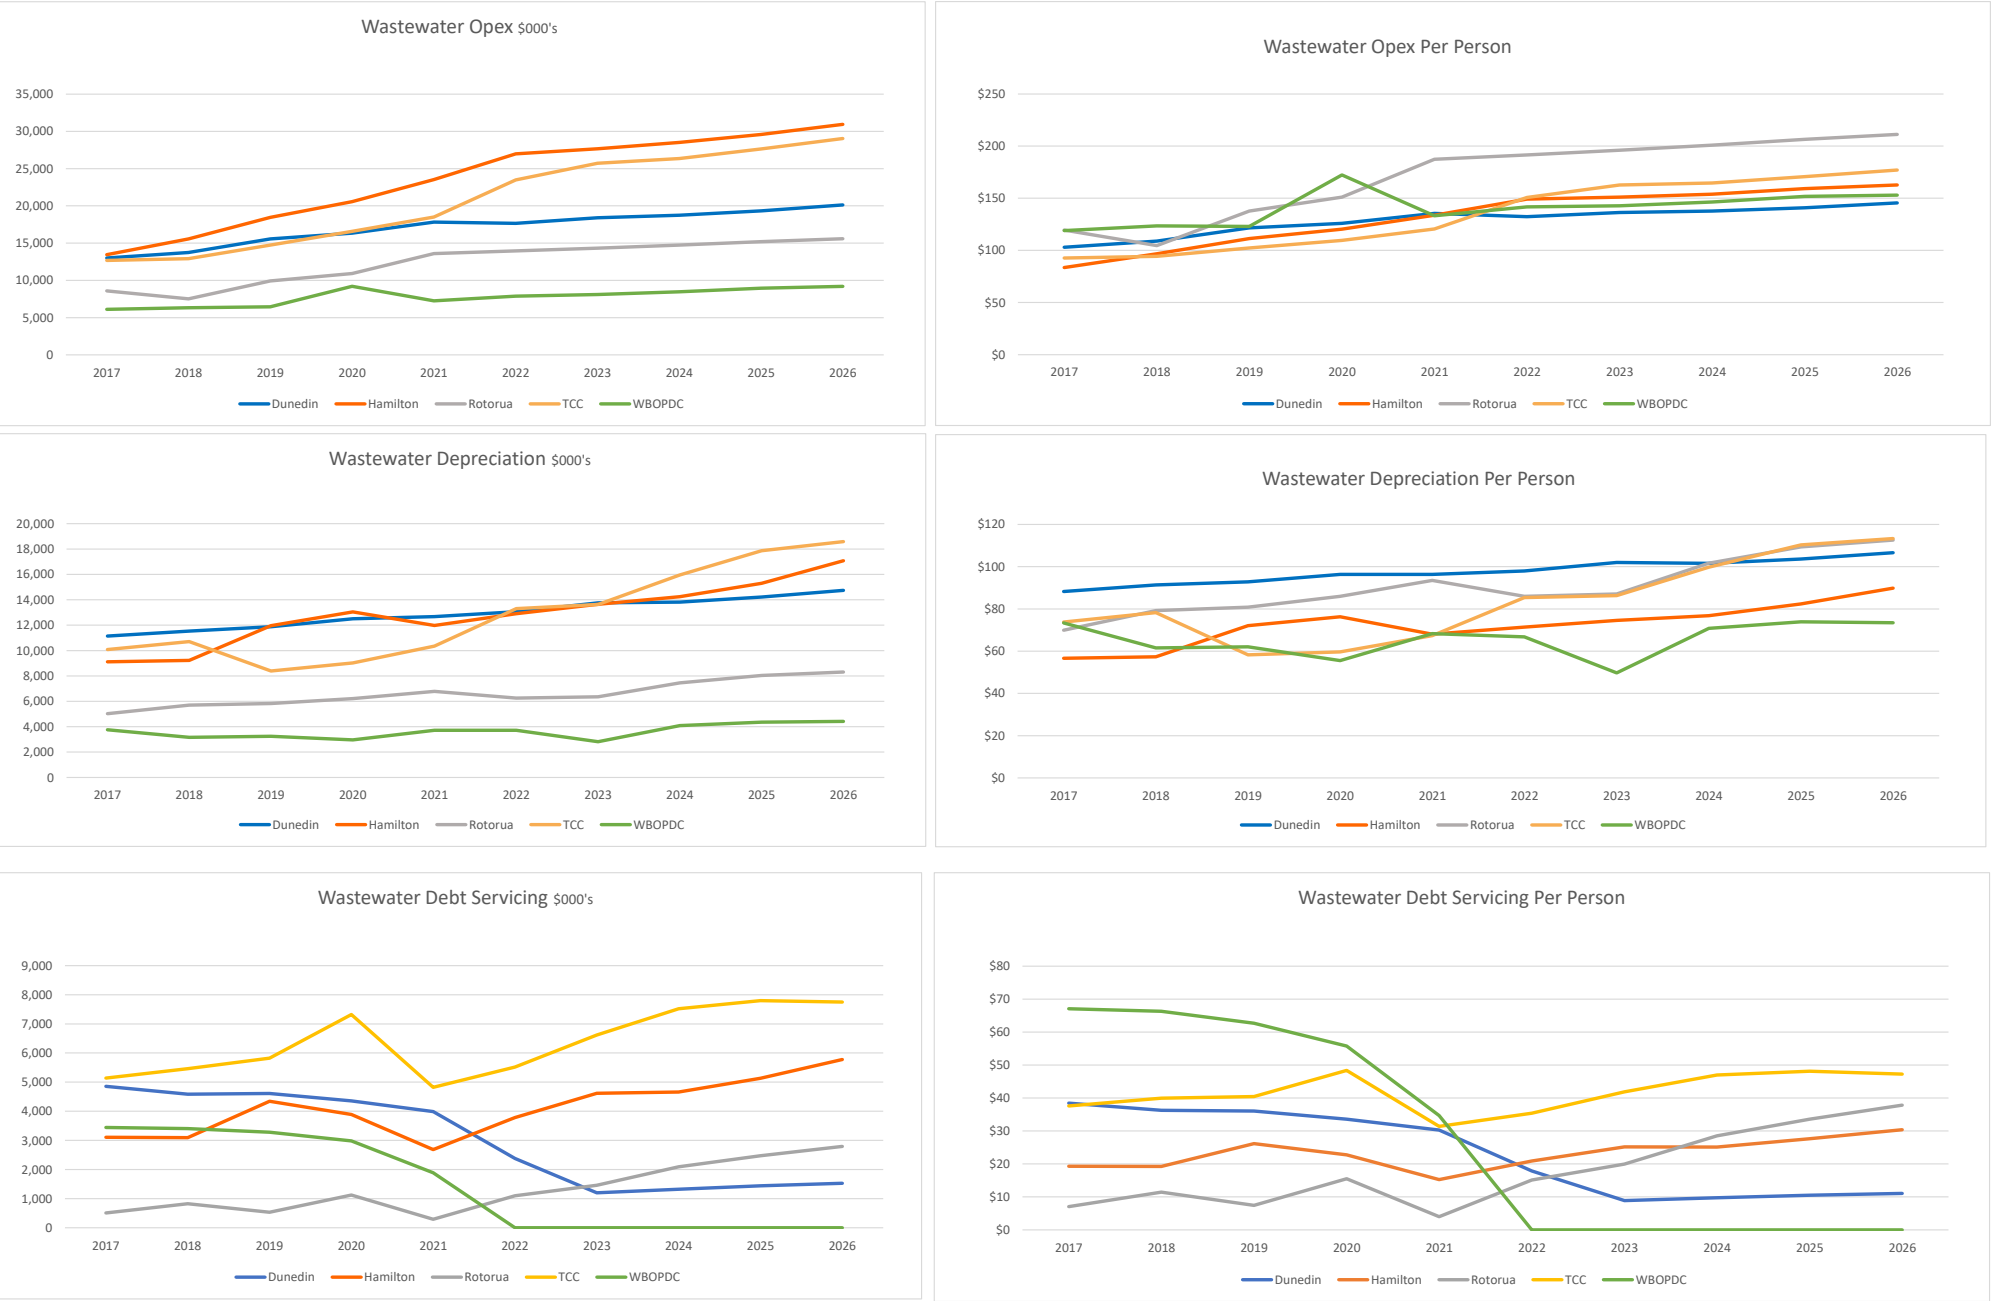 Wastewater Opex $000's
35,000
30,000
25,000
20,000
15,000
10,000
5,000
0
2017 2018 2019 2020 2021 2022 2023 2024 2025 2026
Dunedin Hamilton Rotorua TCC WBOPDC
Wastewater Opex Per Person
$250
$200
$150
$100
$50
$0
2017 2018 2019 2020 2021 2022 2023 2024 2025 2026
Dunedin Hamilton Rotorua TCC WBOPDC
Wastewater Depreciation $000's
20,000
18,000
16,000
14,000
12,000
10,000
8,000
6,000
4,000
2,000
0
2017 2018 2019 2020 2021 2022 2023 2024 2025 2026
Dunedin Hamilton Rotorua TCC WBOPDC
Wastewater Depreciation Per Person
$120
$100
$80
$60
$40
$20
$0
2017 2018 2019 2020 2021 2022 2023 2024 2025 2026
Dunedin Hamilton Rotorua TCC WBOPDC
Wastewater Debt Servicing $000's
9,000
8,000
7,000
6,000
5,000
4,000
3,000
2,000
1,000
0
2017 2018 2019 2020 2021 2022 2023 2024 2025 2026
Dunedin Hamilton Rotorua TCC WBOPDC
Wastewater Debt Servicing Per Person
$80
$70
$60
$50
$40
$30
$20
$10
$0
2017 2018 2019 2020 2021 2022 2023 2024 2025 2026
Dunedin Hamilton Rotorua TCC WBOPDC